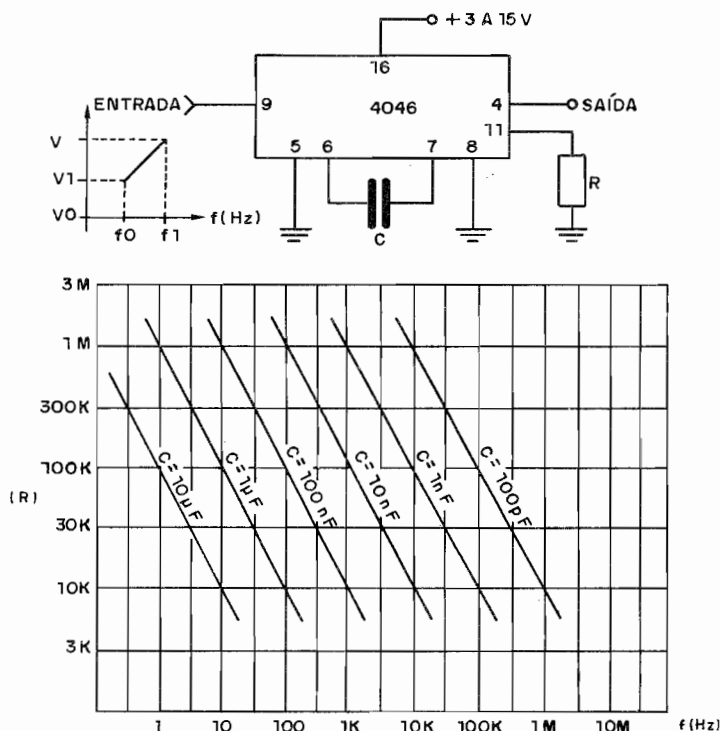 + 3 A 15 V
16
ENTRADA
9
4046
4
SAÍDA
11
5
6
7
8
R
C
V
V1
V0
f0
f1
f(Hz)
3 M
1 M
300K
100K
(R)
30 K
10K
3K
C= 10µF
C= 1µF
C= 100nF
C= 10nF
C= 1nF
C= 100pF
1
10
100
1K
10K
100K
1M
10M
f(Hz)